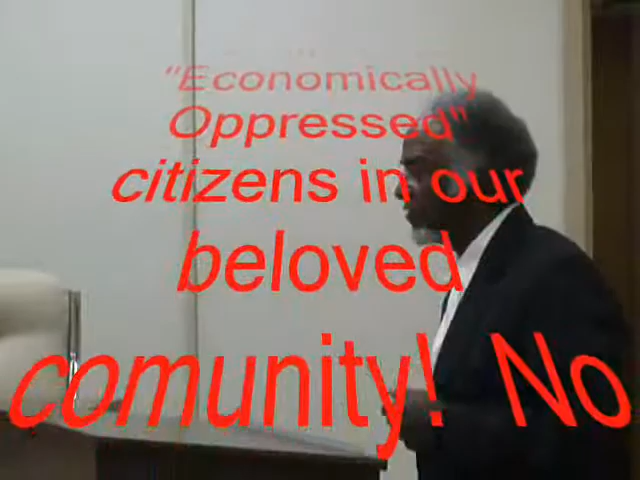 "Economically
Oppressed"
citizens in our
beloved
comunity! No